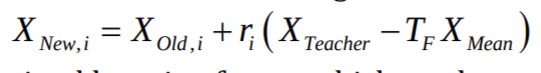 X_{New,i} = X_{Old,i} + r_i ( X_{Teacher} − T_F X_{Mean} )